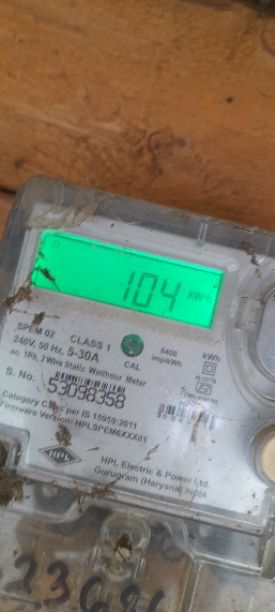 104 kWh
SPEM 02 CLASS 1
240V, 50 Hz, 5-30A
CAL
6400
imp/kWh
kWh
ac, 1Ph, 2 Wire Static Watthour Meter
S. No.
53098358
Category C3 as per IS 15959:2011
Firmware Version: HPLSPEM6XXX01
HPL
HPL Electric & Power Ltd.
Gurugram (Haryana) INDIA